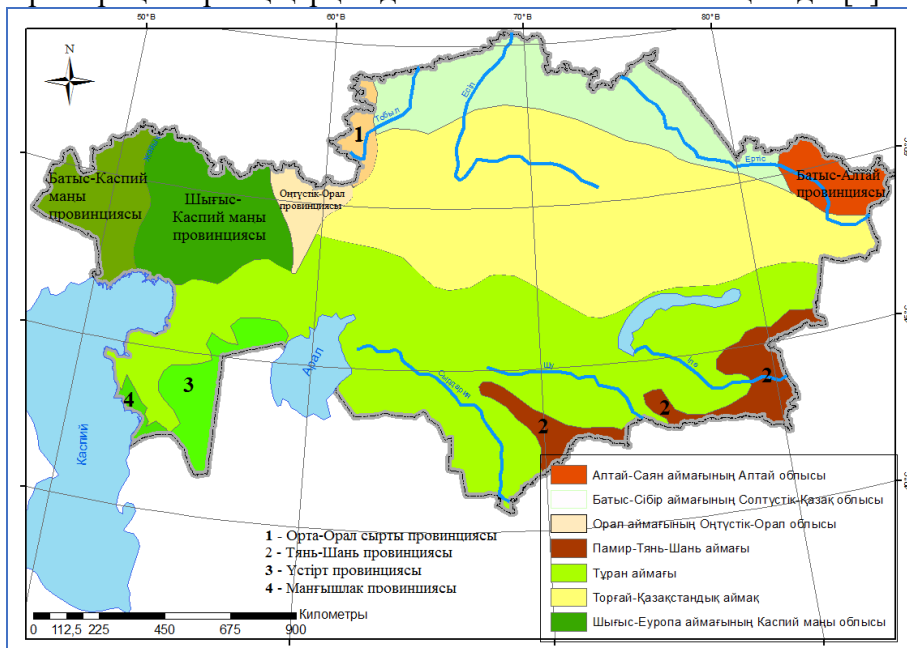 50°В
60°В
70°В
80°В
N
Тобыл
Есіл
Ертіс
1
Батыс-Каспий
маңы
провинциясы
Шығыс-
Каспий маңы
провинциясы
Оңтүстік-Орал
провинциясы
Батыс-Алтай
провинциясы
Каспий
Арал
Сырдария
Шу
Іле
3
4
2
2
2
1 - Орта-Орал сырты провинциясы
2 - Тянь-Шань провинциясы
3 - Үстірт провинциясы
4 - Манғышлак провинциясы
Километры
0 112,5 225 450 675 900
Алтай-Саян аймағының Алтай облысы
Батыс-Сібір аймағының Солтүстік-Қазақ облысы
Орал аймағының Оңтүстік-Орал облысы
Памир-Тянь-Шань аймағы
Тұран аймағы
Торғай-Қазақстандық аймақ
Шығыс-Еуропа аймағының Каспий маңы облысы